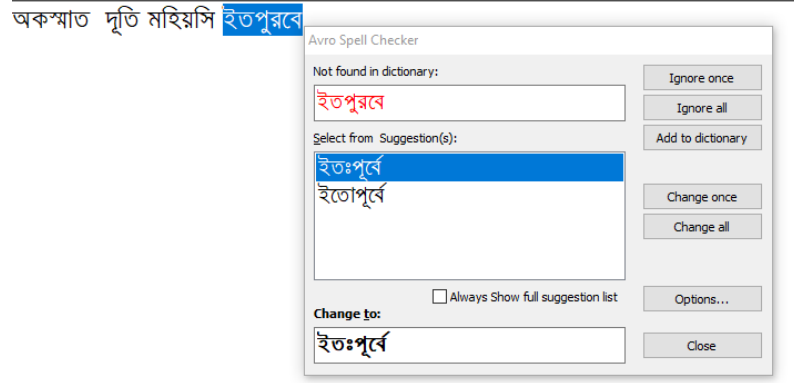 অকস্মাত দূতি মহিয়সি ইতপুরবে
Avro Spell Checker
Not found in dictionary:
ইতপুরবে
Ignore once
Ignore all
Select from Suggestion(s):
Add to dictionary
ইতঃপূর্বে
ইতোপূর্বে
Change once
Change all
Always Show full suggestion list
Options...
Change to:
ইতঃপূর্বে
Close